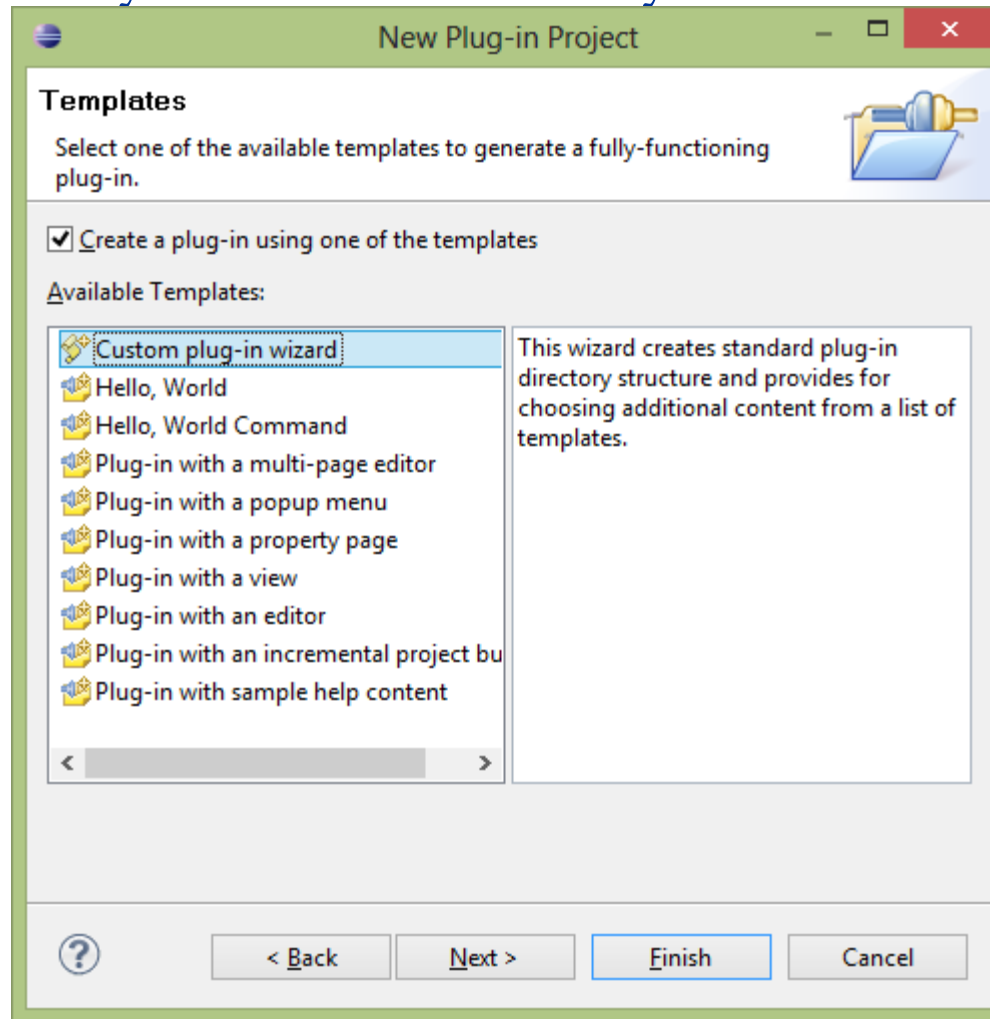 New Plug-in Project
Templates
Select one of the available templates to generate a fully-functioning
plug-in.
Create a plug-in using one of the templates
Available Templates:
Custom plug-in wizard
Hello, World
Hello, World Command
Plug-in with a multi-page editor
Plug-in with a popup menu
Plug-in with a property page
Plug-in with a view
Plug-in with an editor
Plug-in with an incremental project bu
Plug-in with sample help content
This wizard creates standard plug-in
directory structure and provides for
choosing additional content from a list of
templates.
< Back
Next >
Finish
Cancel